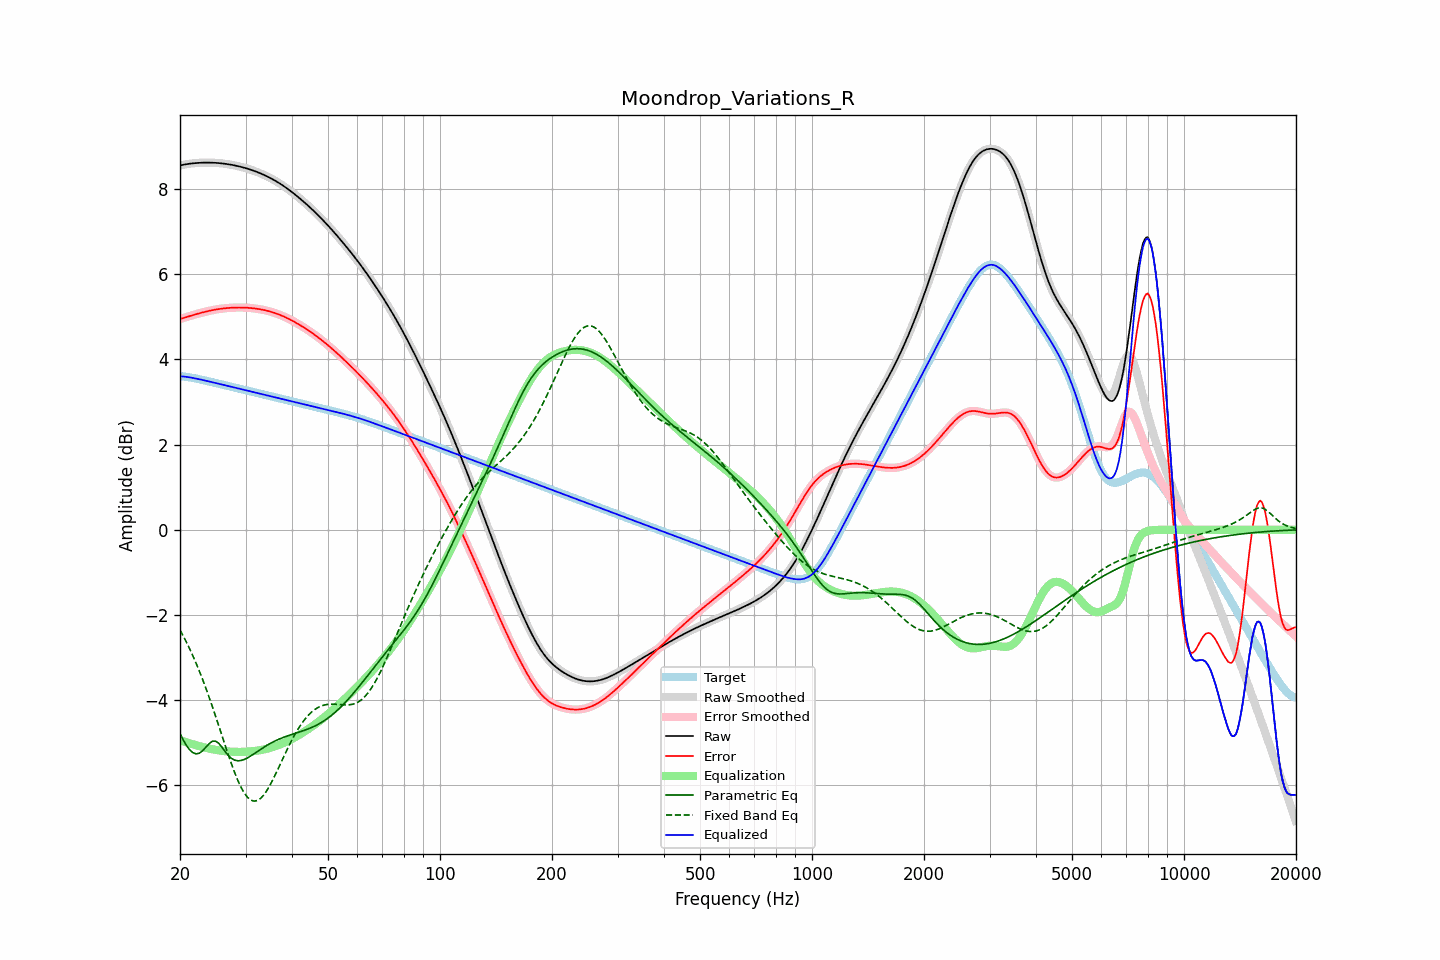 Moondrop_Variations_R
Amplitude (dBr)
8
6
4
2
0
−2
−4
−6
Target
Raw Smoothed
Error Smoothed
Raw
Error
Equalization
Parametric Eq
Fixed Band Eq
Equalized
20 50 100 200 500 1000 2000 5000 10000 20000
Frequency (Hz)